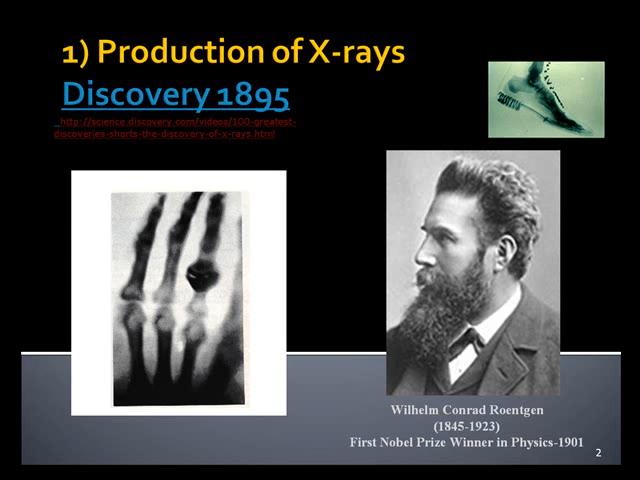 1) Production of X-rays
Discovery 1895
http://science.discovery.com/videos/100-greatest-
discoveries-shorts-the-discovery-of-x-rays.html
Wilhelm Conrad Roentgen
(1845-1923)
First Nobel Prize Winner in Physics-1901
2